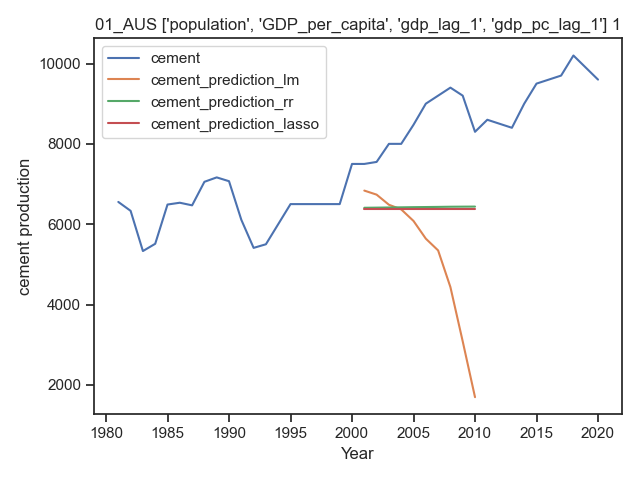 01_AUS ['population', 'GDP_per_capita', 'gdp_lag_1', 'gdp_pc_lag_1'] 1
cement
cement_prediction_lm
cement_prediction_rr
cement_prediction_lasso
cement production
10000
8000
6000
4000
2000
1980 1985 1990 1995 2000 2005 2010 2015 2020
Year